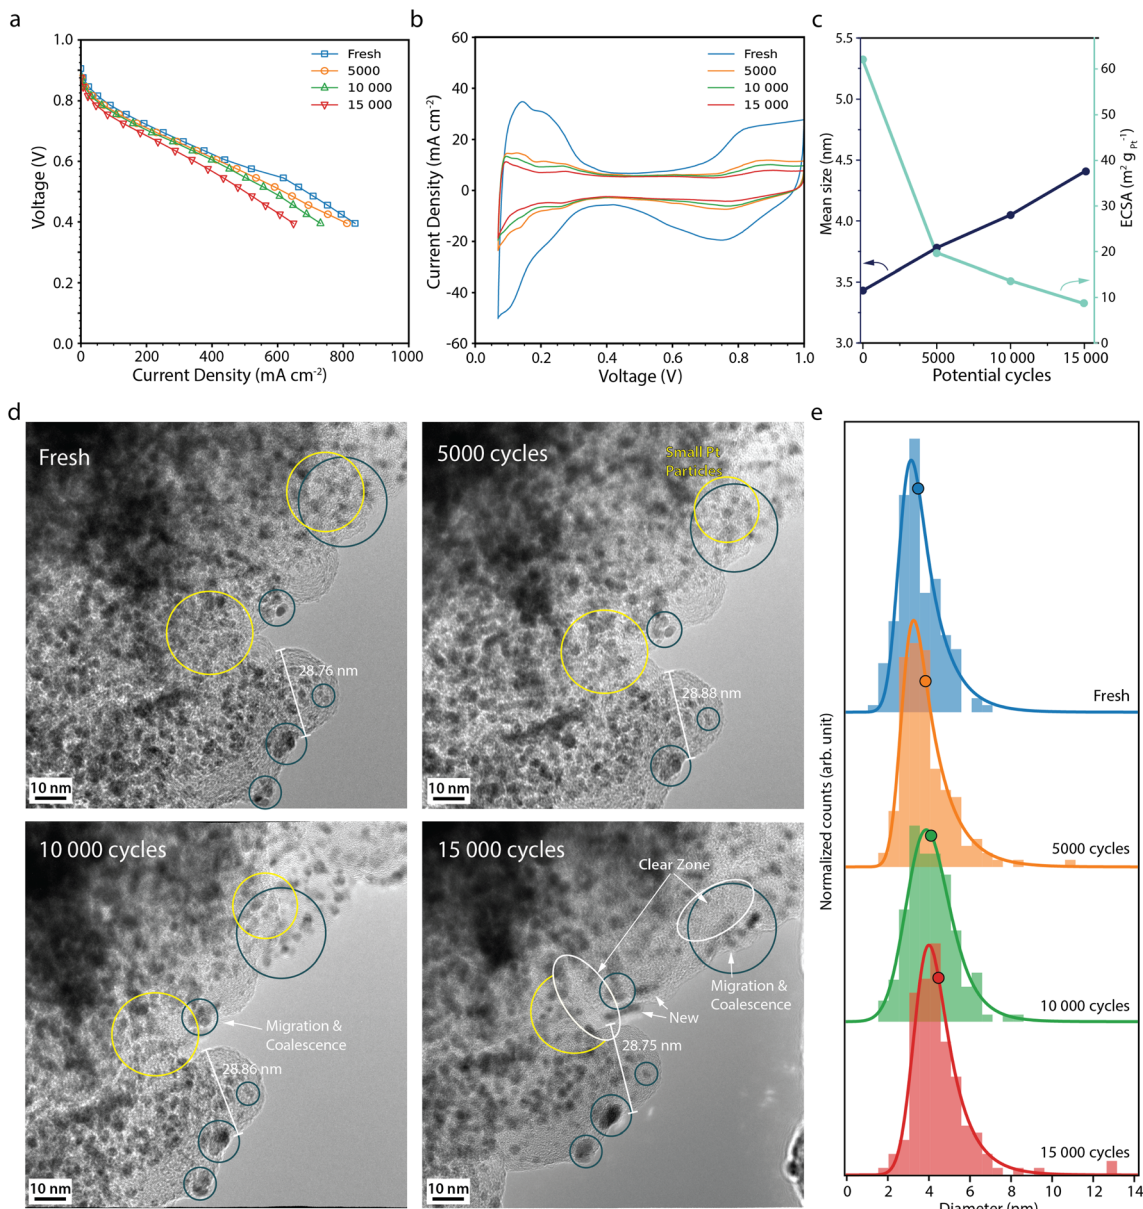 a
1.0
0.8
0.6
0.4
0.2
0.0
Voltage (V)
0
200
400
600
800
1000
Current Density (mA cm-2)
Fresh
5000
10 000
15 000
b
60
40
20
0
-20
-40
-60
Current Density (mA cm-2)
0.0
0.2
0.4
0.6
0.8
1.0
Voltage (V)
Fresh
5000
10 000
15 000
c
5.5
5.0
4.5
4.0
3.5
3.0
Mean size (nm)
0
5000
10 000
15 000
Potential cycles
60
50
40
30
20
10
0
ECSA (m2 g Pt-1)
d
Fresh
28.76 nm
10 nm
5000 cycles
Small Pt
Particles
28.88 nm
10 nm
10 000 cycles
Migration &
Coalescence
28.86 nm
10 nm
15 000 cycles
Clear Zone
Migration &
Coalescence
New
28.75 nm
10 nm
e
Normalized counts (arb. unit)
Fresh
5000 cycles
10 000 cycles
15 000 cycles
0
2
4
6
8
10
12
14
Diameter (nm)